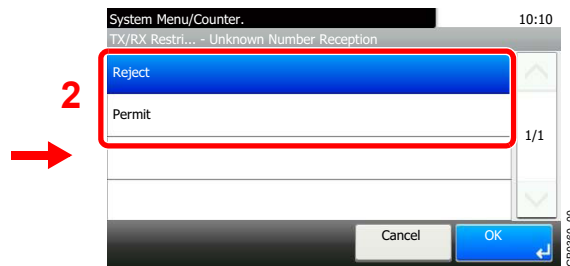 System Menu/Counter.
10:10
TX/RX Restri... - Unknown Number Reception
Reject
2
Permit
1/1
Cancel
OK